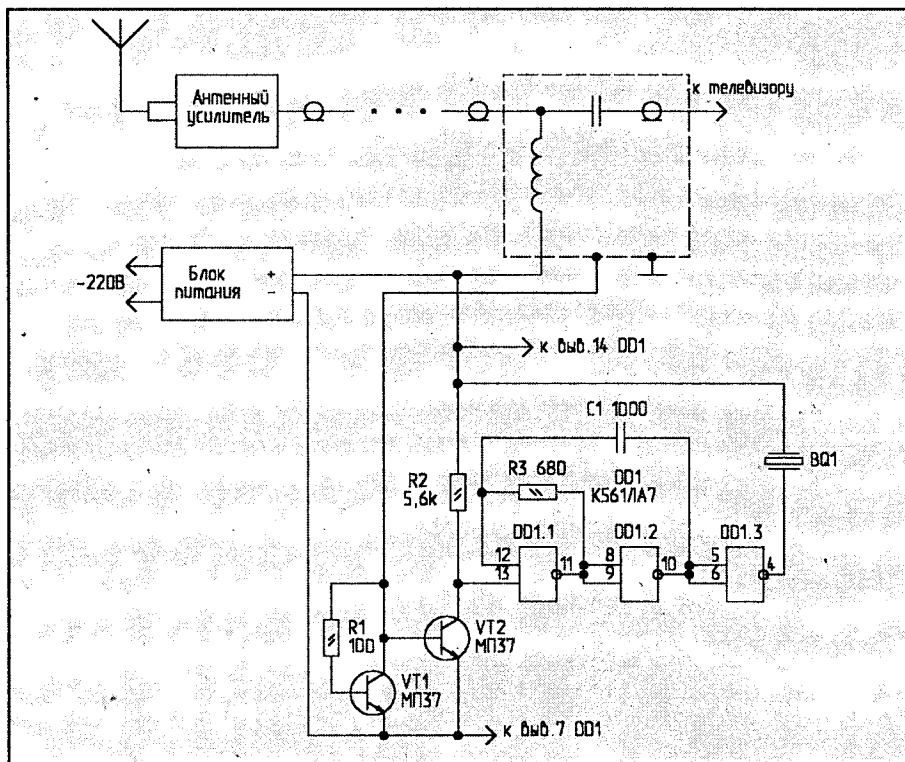 Антенный
усилитель
к телевизору
~220В
Блок
питания
+
−
к выв.14 DD1
C1 1000
R3 680
DD1
К561ЛА7
BQ1
R2
5,6k
DD1.1
DD1.2
DD1.3
12
13
11
8
9
10
5
6
4
R1
100
VT2
МП37
VT1
МП37
к выв.7 DD1